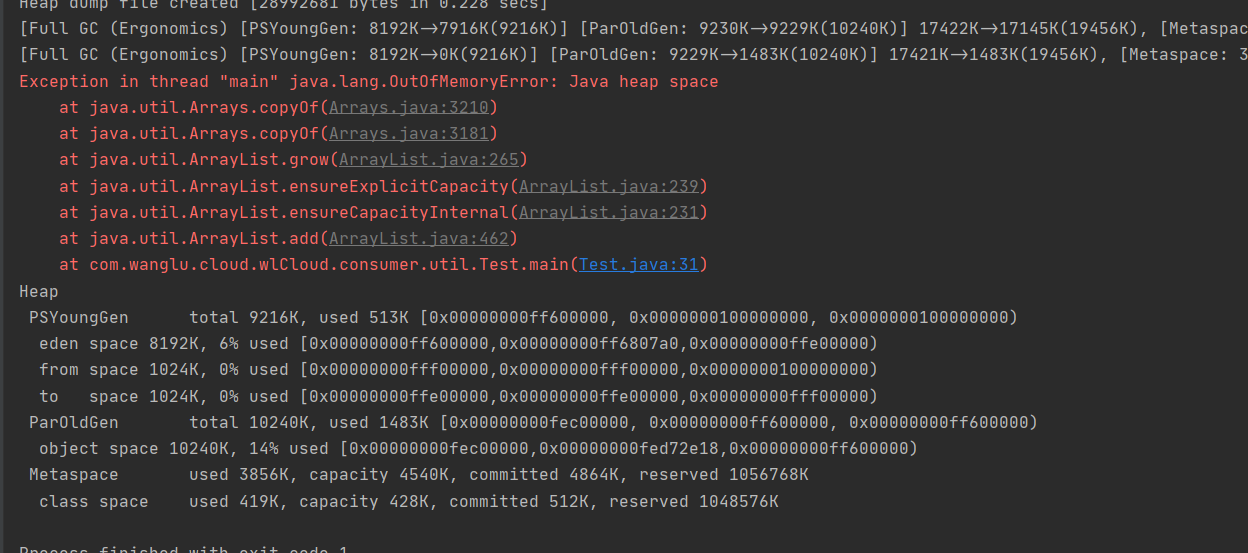 Heap dump file created [28992681 bytes in 0.228 secs]
[Full GC (Ergonomics) [PSYoungGen: 8192K->7916K(9216K)] [ParOldGen: 9230K->9229K(10240K)] 17422K->17145K(19456K), [Metaspac
[Full GC (Ergonomics) [PSYoungGen: 8192K->0K(9216K)] [ParOldGen: 9229K->1483K(10240K)] 17421K->1483K(19456K), [Metaspace: 3
Exception in thread "main" java.lang.OutOfMemoryError: Java heap space
at java.util.Arrays.copyOf(Arrays.java:3210)
at java.util.Arrays.copyOf(Arrays.java:3181)
at java.util.ArrayList.grow(ArrayList.java:265)
at java.util.ArrayList.ensureExplicitCapacity(ArrayList.java:239)
at java.util.ArrayList.ensureCapacityInternal(ArrayList.java:231)
at java.util.ArrayList.add(ArrayList.java:462)
at com.wanglu.cloud.wlCloud.consumer.util.Test.main(Test.java:31)
Heap
PSYoungGen      total 9216K, used 513K [0x00000000ff600000, 0x0000000100000000, 0x0000000100000000)
eden space 8192K, 6% used [0x00000000ff600000,0x00000000ff6807a0,0x00000000ffe00000)
from space 1024K, 0% used [0x00000000fff00000,0x00000000fff00000,0x0000000100000000)
to   space 1024K, 0% used [0x00000000ffe00000,0x00000000ffe00000,0x00000000fff00000)
ParOldGen       total 10240K, used 1483K [0x00000000fec00000, 0x00000000ff600000, 0x00000000ff600000)
object space 10240K, 14% used [0x00000000fec00000,0x00000000fed72e18,0x00000000ff600000)
Metaspace       used 3856K, capacity 4540K, committed 4864K, reserved 1056768K
class space    used 419K, capacity 428K, committed 512K, reserved 1048576K
Process finished with exit code 1